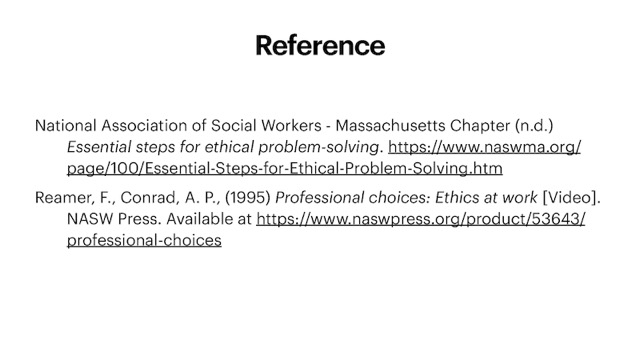 Reference
National Association of Social Workers - Massachusetts Chapter (n.d.)
Essential steps for ethical problem-solving. https://www.naswma.org/
page/100/Essential-Steps-for-Ethical-Problem-Solving.htm
Reamer, F., Conrad, A. P., (1995) Professional choices: Ethics at work [Video].
NASW Press. Available at https://www.naswpress.org/product/53643/
professional-choices